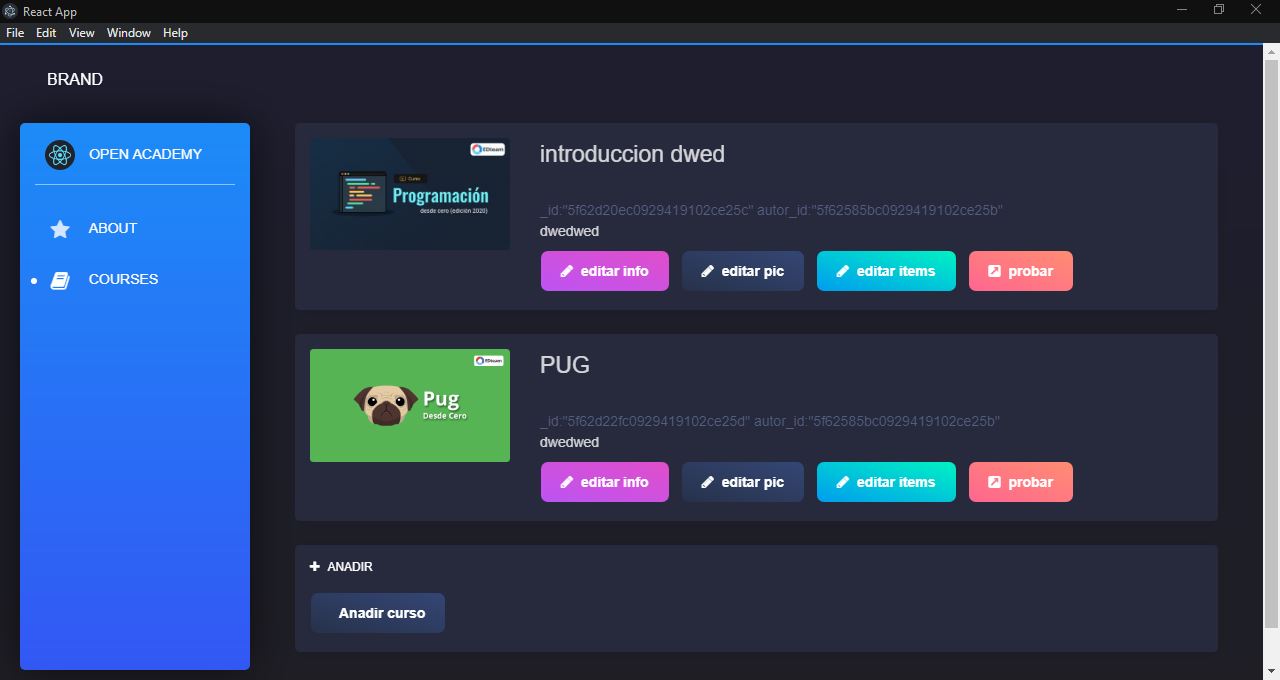 React App
File Edit View Window Help
BRAND
OPEN ACADEMY
ABOUT
COURSES
EDteam
Curso
Programación
desde cero (edición 2020)
introduccion dwed
_id:"5f62d20ec0929419102ce25c" autor_id:"5f62585bc0929419102ce25b"
dwedwed
editar info editar pic editar items probar
EDteam
Pug
Desde Cero
PUG
_id:"5f62d22fc0929419102ce25d" autor_id:"5f62585bc0929419102ce25b"
dwedwed
editar info editar pic editar items probar
ANADIR
Anadir curso